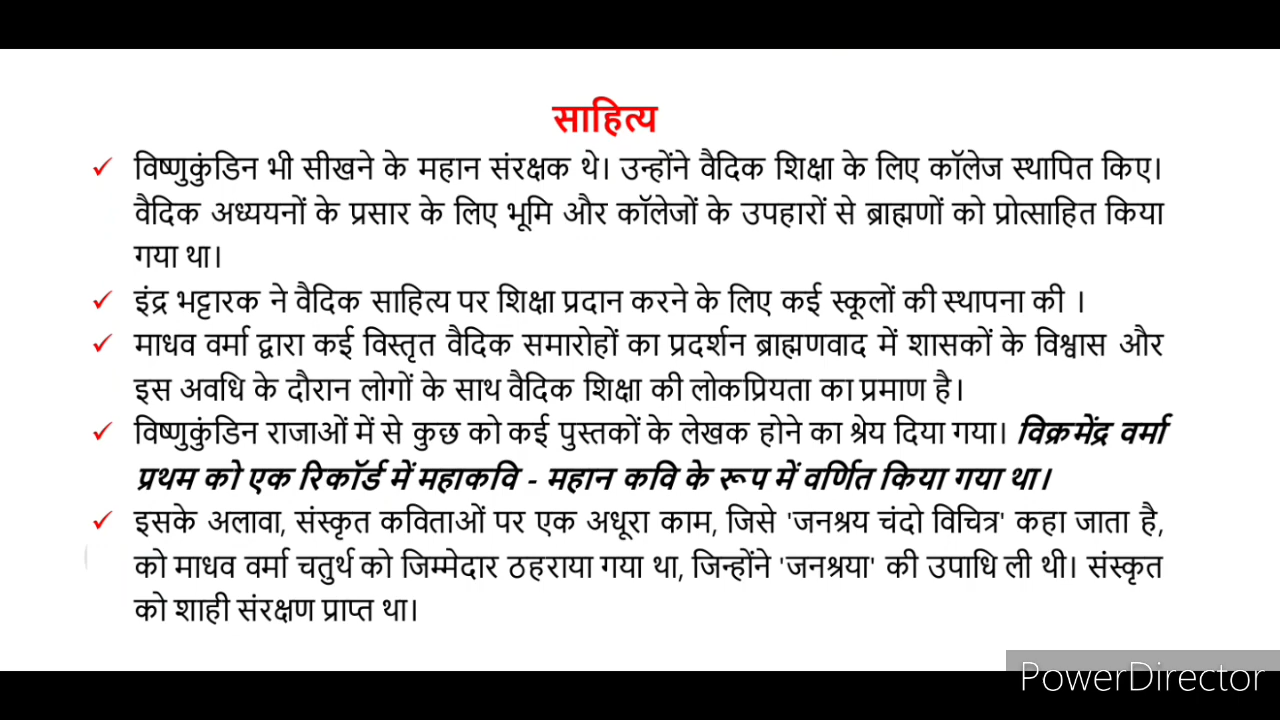 साहित्य
✓ विष्णुकुंडिन भी सीखने के महान संरक्षक थे। उन्होंने वैदिक शिक्षा के लिए कॉलेज स्थापित किए।
वैदिक अध्ययनों के प्रसार के लिए भूमि और कॉलेजों के उपहारों से ब्राह्मणों को प्रोत्साहित किया
गया था।
✓ इंद्र भट्टारक ने वैदिक साहित्य पर शिक्षा प्रदान करने के लिए कई स्कूलों की स्थापना की ।
✓ माधव वर्मा द्वारा कई विस्तृत वैदिक समारोहों का प्रदर्शन ब्राह्मणवाद में शासकों के विश्वास और
इस अवधि के दौरान लोगों के साथ वैदिक शिक्षा की लोकप्रियता का प्रमाण है।
✓ विष्णुकुंडिन राजाओं में से कुछ को कई पुस्तकों के लेखक होने का श्रेय दिया गया। विक्रमेंद्र वर्मा
प्रथम को एक रिकॉर्ड में महाकवि - महान कवि के रूप में वर्णित किया गया था।
✓ इसके अलावा, संस्कृत कविताओं पर एक अधूरा काम, जिसे 'जनश्रय चंदो विचित्र' कहा जाता है,
को माधव वर्मा चतुर्थ को जिम्मेदार ठहराया गया था, जिन्होंने 'जनश्रया' की उपाधि ली थी। संस्कृत
को शाही संरक्षण प्राप्त था।
PowerDirector